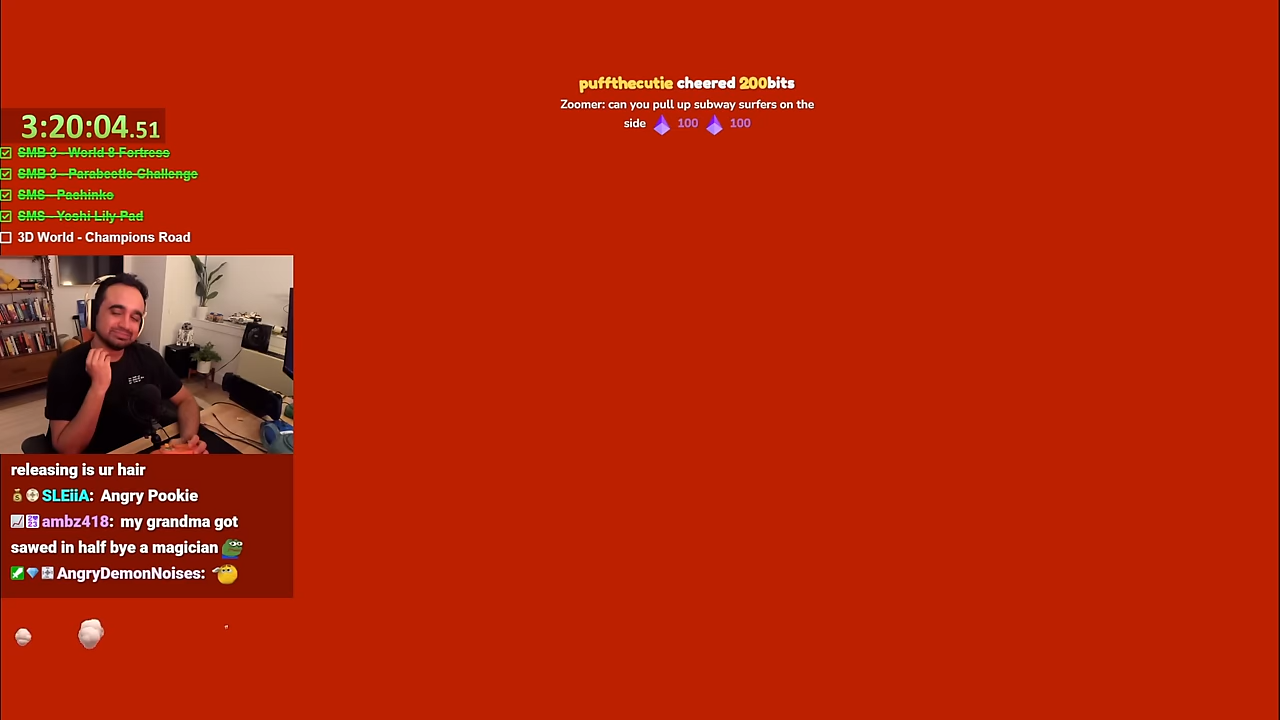 puffthecutie cheered 200bits
Zoomer: can you pull up subway surfers on the
side 100 100
3:20:04.51
SMB 3 - World 8 Fortress
SMB 3 - Parabeetle Challenge
SMS - Pachinko
SMS - Yoshi Lily Pad
3D World - Champions Road
releasing is ur hair
SLEiiA: Angry Pookie
ambz418: my grandma got
sawed in half bye a magician
AngryDemonNoises: